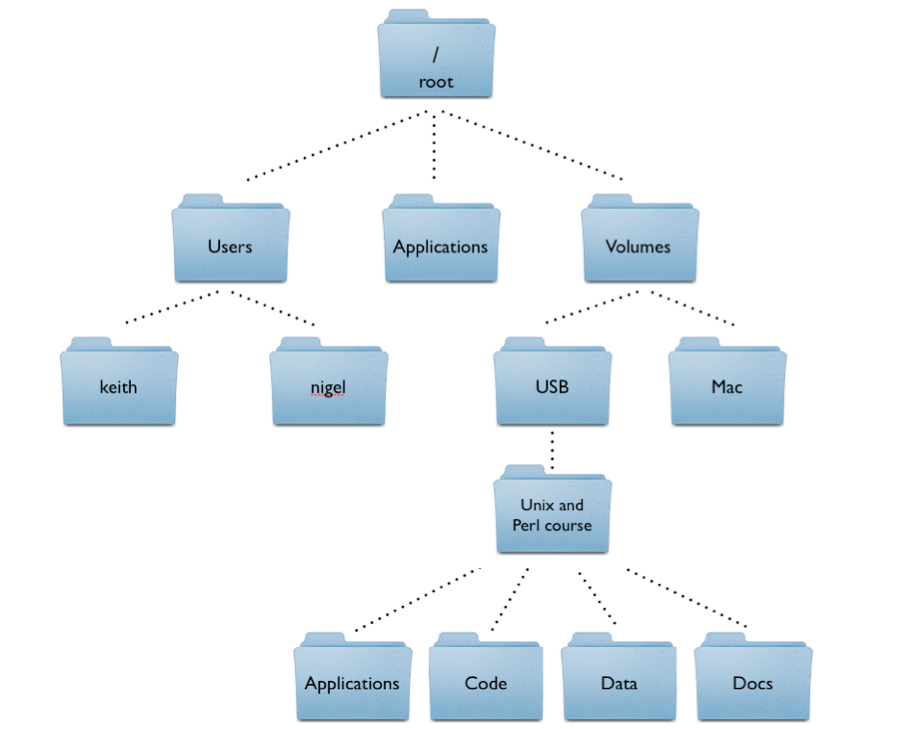 /
root
Users
Applications
Volumes
keith
nigel
USB
Mac
Unix and
Perl course
Applications
Code
Data
Docs